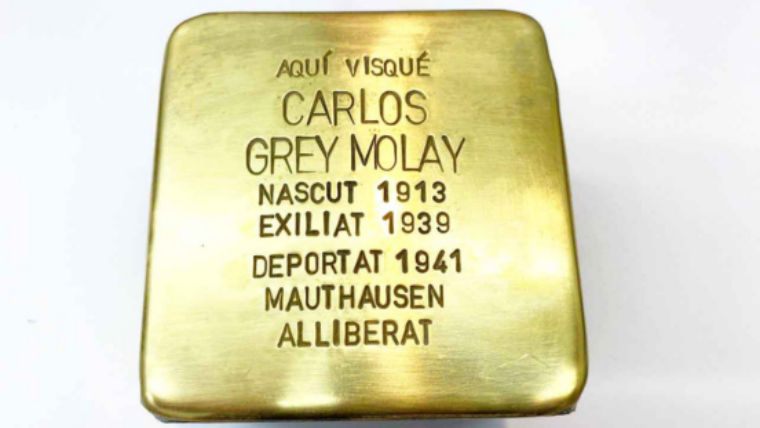 AQUÍ VISQUÉ
CARLOS
GREY MOLAY
NASCUT 1913
EXILIAT 1939
DEPORTAT 1941
MAUTHAUSEN
ALLIBERAT